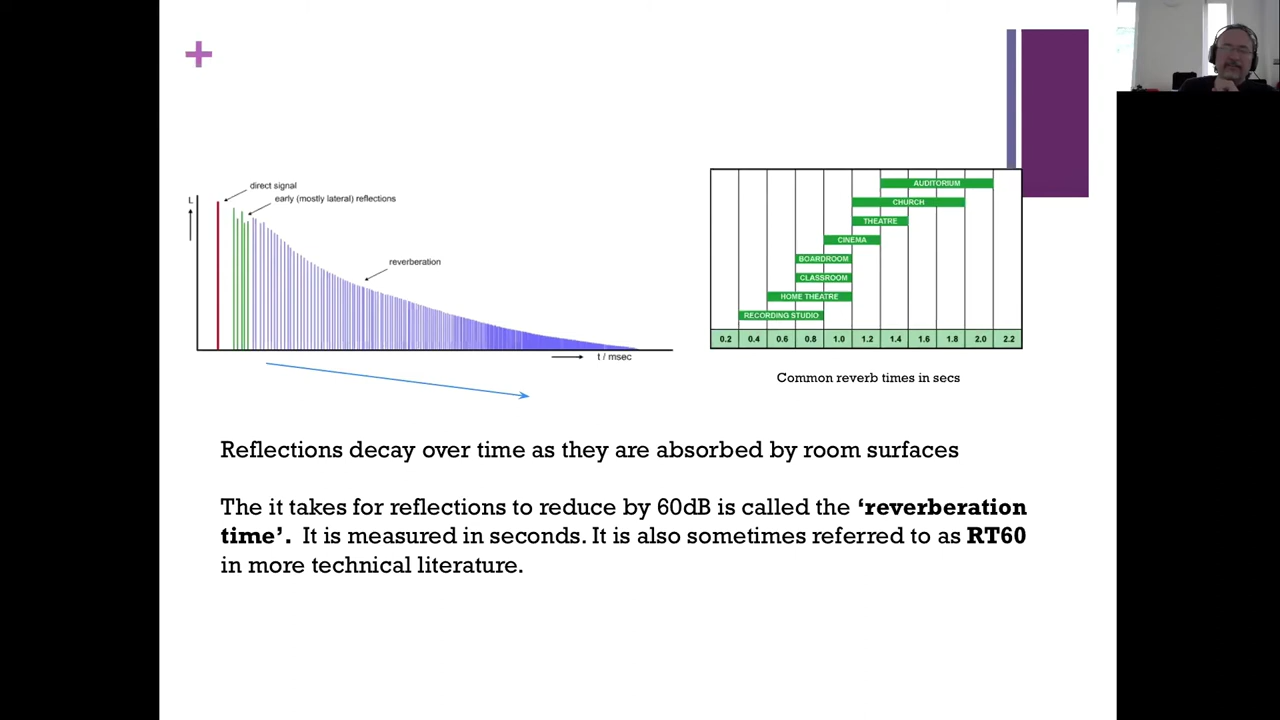 +
direct signal
early (mostly lateral) reflections
L
reverberation
t / msec
AUDITORIUM
CHURCH
THEATRE
CINEMA
BOARDROOM
CLASSROOM
HOME THEATRE
RECORDING STUDIO
0.2 0.4 0.6 0.8 1.0 1.2 1.4 1.6 1.8 2.0 2.2
Common reverb times in secs
Reflections decay over time as they are absorbed by room surfaces
The it takes for reflections to reduce by 60dB is called the ‘reverberation
time’. It is measured in seconds. It is also sometimes referred to as RT60
in more technical literature.